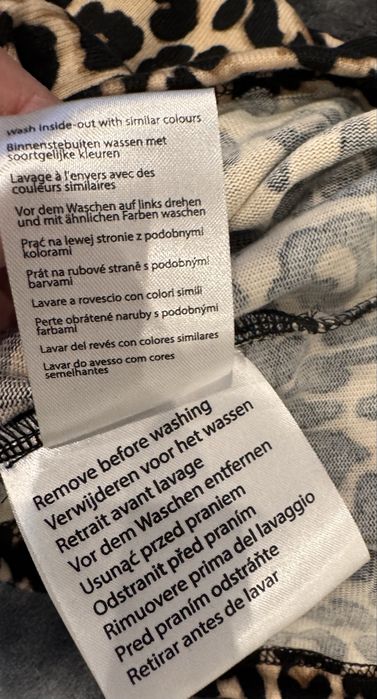 Wash inside-out with similar colours
Binnenstebuiten wassen met
soortgelijke kleuren
Lavage à l'envers avec des
couleurs similaires
Vor dem Waschen auf links drehen
und mit ähnlichen Farben waschen
Prać na lewej stronie z podobnymi
kolorami
Prát na rubové straně s podobnými
barvami
Lavare a rovescio con colori simili
Perte obrátené naruby s podobnými
farbami
Lavar del revés con colores similares
Lavar do avesso com cores
semelhantes
Remove before washing
Verwijderen voor het wassen
Retrait avant lavage
Vor dem Waschen entfernen
Usunąć przed praniem
Odstranit před praním
Rimuovere prima del lavaggio
Pred praním odstráňte
Retirar antes de lavar